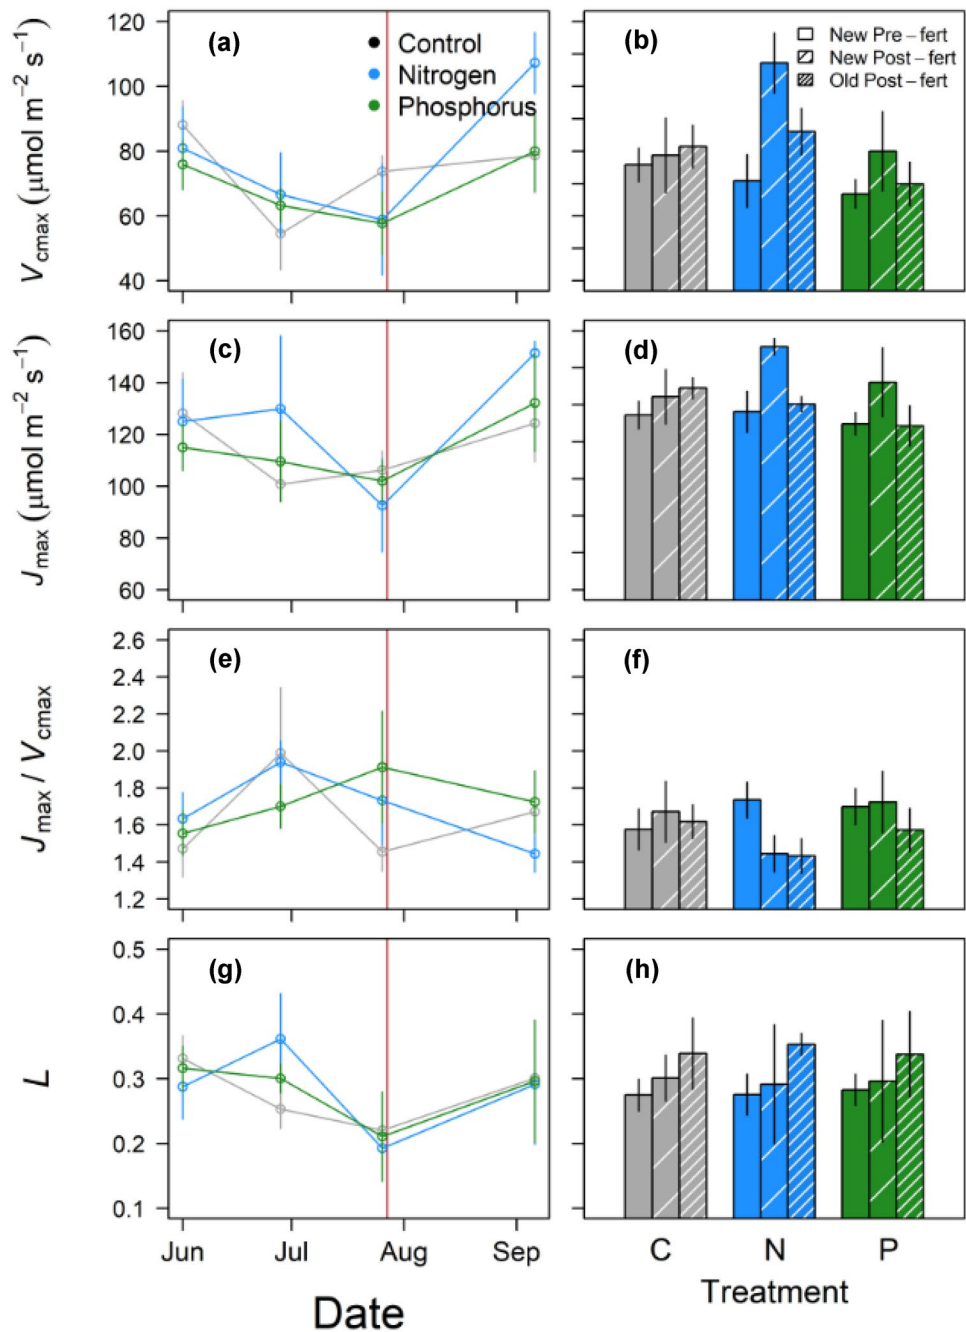 (a)
Control
Nitrogen
Phosphorus
Vcmax (μmol m−2 s−1)
120
100
80
60
40
(b)
New Pre − fert
New Post − fert
Old Post − fert
(c)
Jmax (μmol m−2 s−1)
160
140
120
100
80
60
(d)
(e)
Jmax / Vcmax
2.6
2.4
2.2
2.0
1.8
1.6
1.4
1.2
(f)
(g)
L
0.5
0.4
0.3
0.2
0.1
Jun Jul Aug Sep
Date
(h)
C N P
Treatment